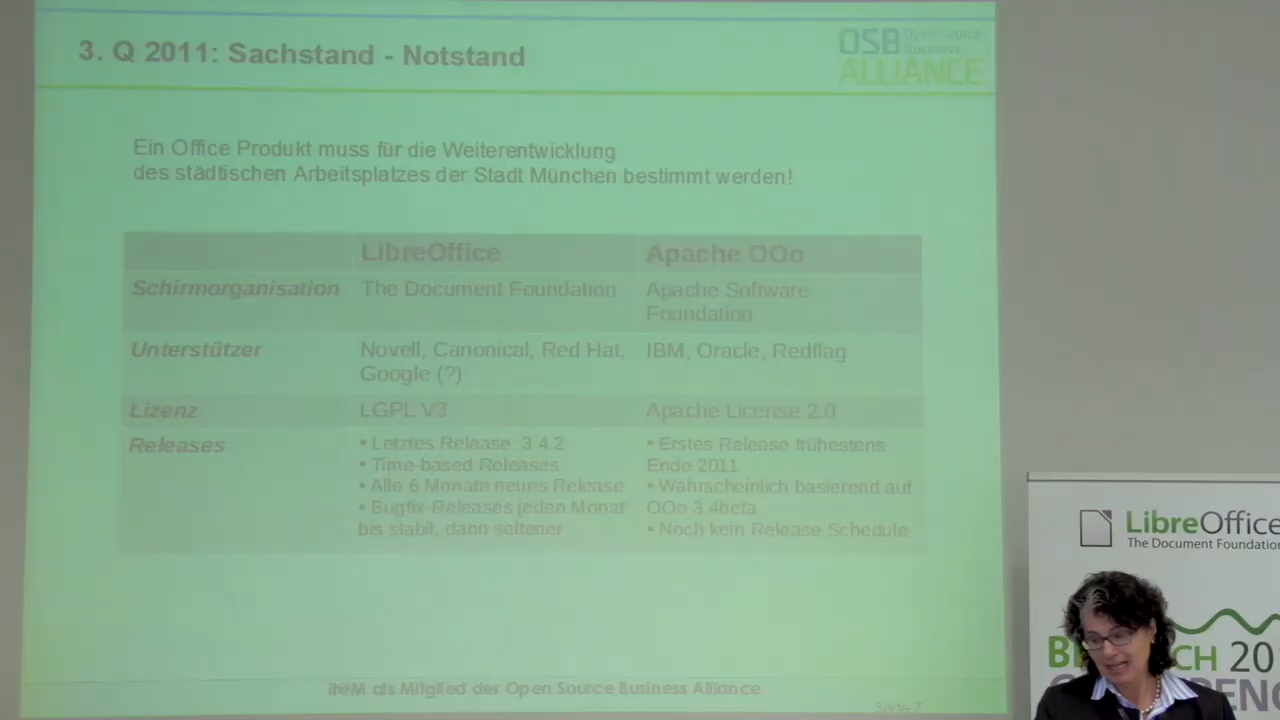 3. Q 2011: Sachstand - Notstand
OSB Open Source
Business
ALLIANCE
Ein Office Produkt muss für die Weiterentwicklung
des städtischen Arbeitsplatzes der Stadt München bestimmt werden!
LibreOffice Apache OOo
Schirmorganisation The Document Foundation Apache Software
Foundation
Unterstützer Novell, Canonical, Red Hat, IBM, Oracle, Redflag
Google (?)
Lizenz LGPL V3 Apache License 2.0
Releases
• Letztes Release: 3.4.2
• Time-based Releases
• Alle 6 Monate neues Release
• Bugfix-Releases jeden Monat
bis stabil, dann seltener
• Erstes Release frühestens
Ende 2011
• Wahrscheinlich basierend auf
OOo 3.4beta
• Noch kein Release Schedule
it@M als Mitglied der Open Source Business Alliance
Seite 7
LibreOffice
The Document Foundation